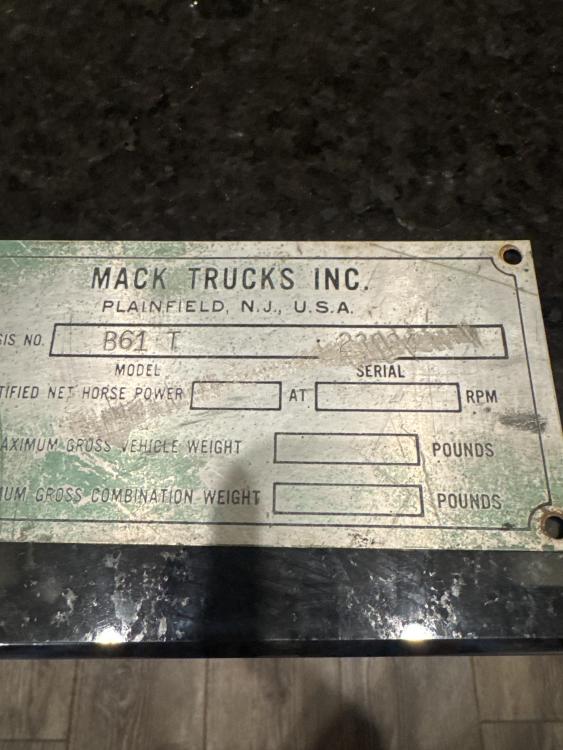 MACK TRUCKS INC.
PLAINFIELD, N.J., U.S.A.
SIS NO. B61 T
MODEL SERIAL
TIFIED NET HORSE POWER AT RPM
AXIMUM GROSS VEHICLE WEIGHT POUNDS
MUM GROSS COMBINATION WEIGHT POUNDS